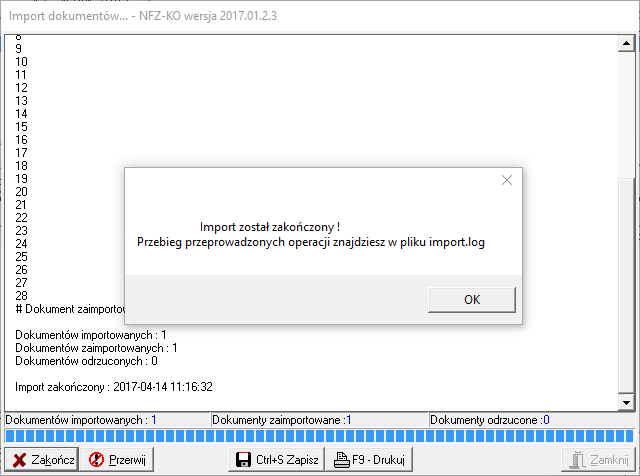 Import dokumentów... - NFZ-KO wersja 2017.01.2.3
8
9
10
11
12
13
14
15
16
17
18
19
20
21
22
23
24
25
26
27
28
# Dokument zaimporto
Import został zakończony !
Przebieg przeprowadzonych operacji znajdziesz w pliku import.log
OK
Dokumentów importowanych : 1
Dokumentów zaimportowanych : 1
Dokumentów odrzuconych : 0
Import zakończony : 2017-04-14 11:16:32
Dokumentów importowanych : 1 Dokumenty zaimportowane :1 Dokumenty odrzucone :0
Zakończ Przerwij Ctrl+S Zapisz F9 - Drukuj Zamknij